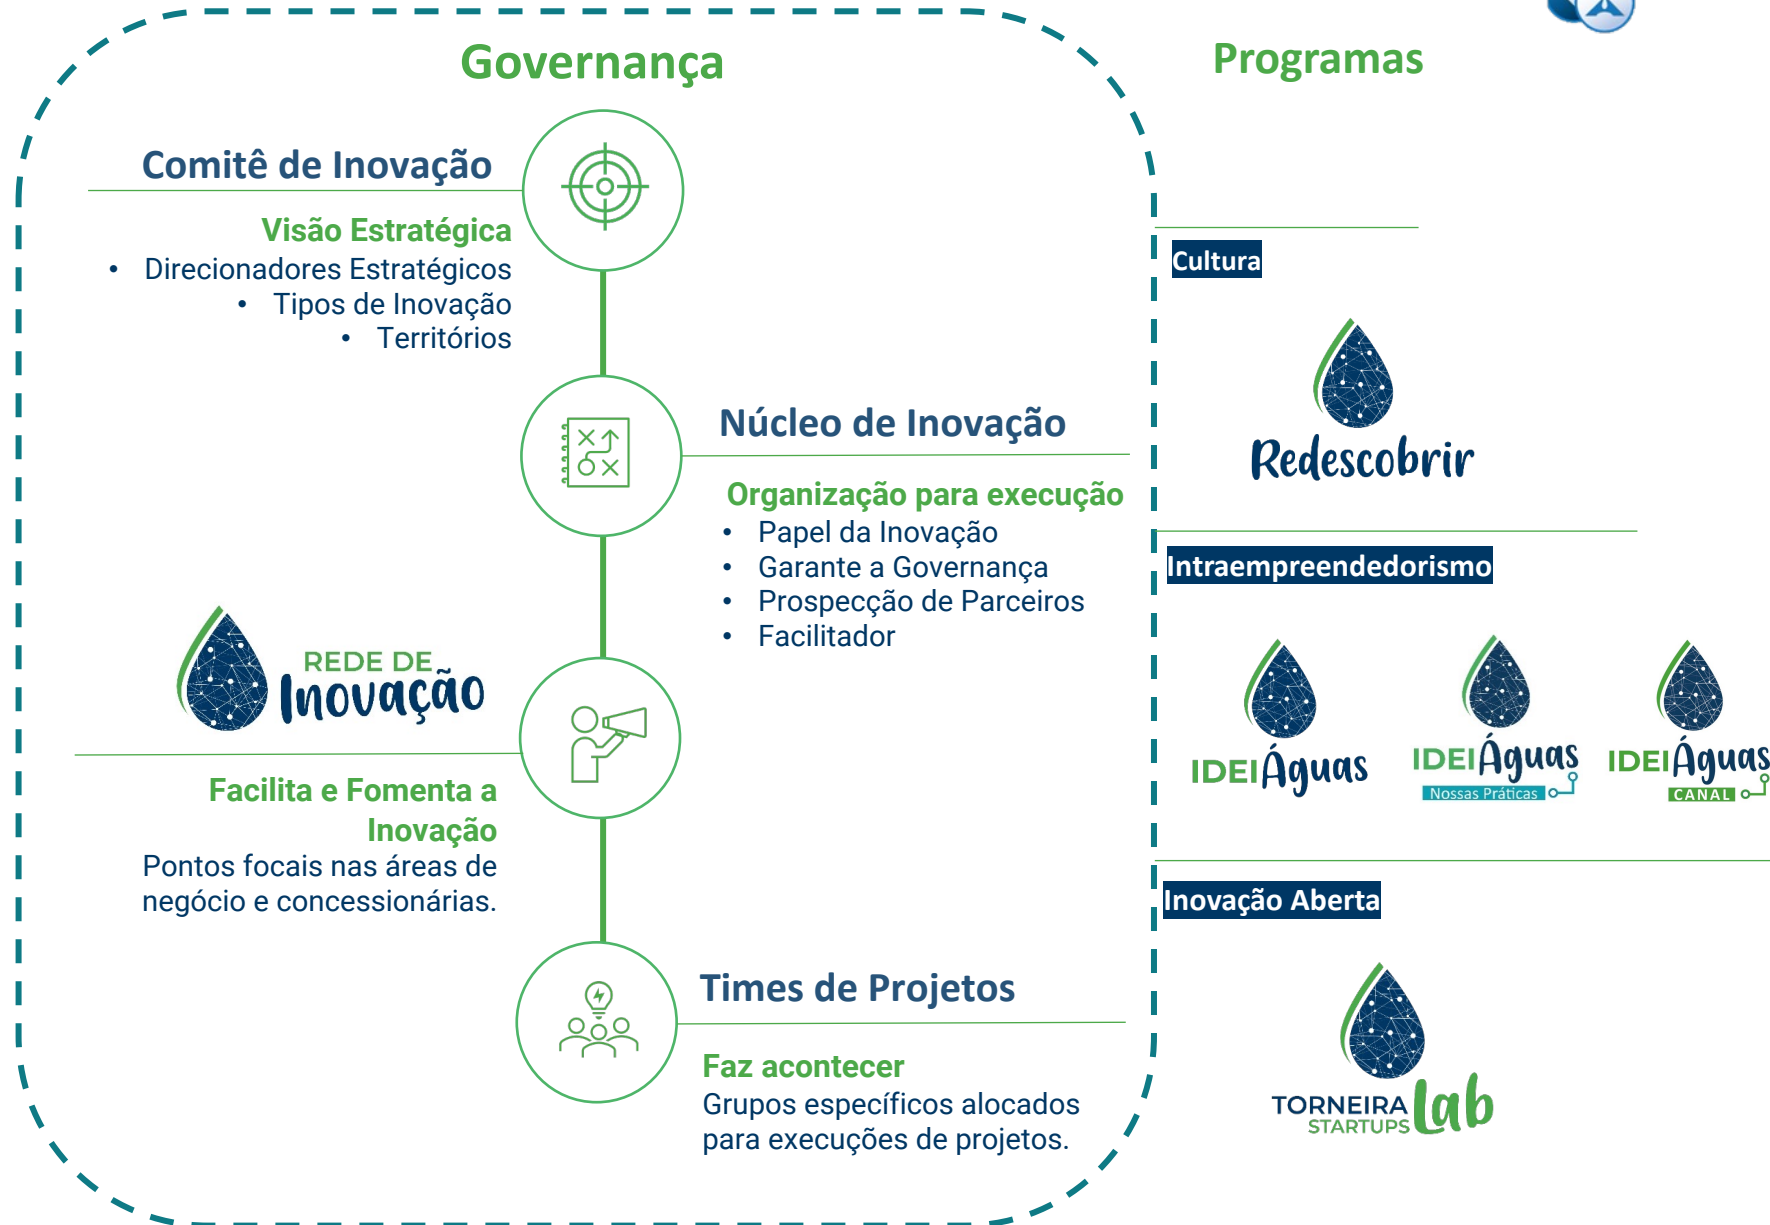 Governança
Comitê de Inovação
Visão Estratégica
• Direcionadores Estratégicos
• Tipos de Inovação
• Territórios
Núcleo de Inovação
Organização para execução
• Papel da Inovação
• Garante a Governança
• Prospecção de Parceiros
• Facilitador
REDE DE
Inovação
Facilita e Fomenta a
Inovação
Pontos focais nas áreas de
negócio e concessionárias.
Times de Projetos
Faz acontecer
Grupos específicos alocados
para execuções de projetos.
Programas
Cultura
Redescobrir
Intraempreendedorismo
IDEIÁguas
IDEIÁguas
Nossas Práticas
IDEIÁguas
CANAL
Inovação Aberta
TORNEIRA Lab
STARTUPS